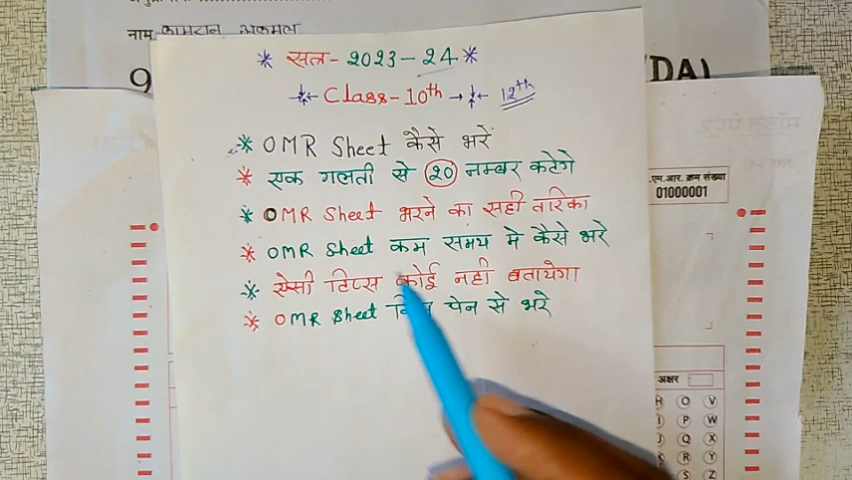 नाम कामरान अकमल
* सत्र - 2023 - 24 *
Class - 10th → 12th
* OMR Sheet कैसे भरें
* एक गलती से 20 नम्बर कटेगे
* OMR Sheet भरने का सही तारिका
* OMR Sheet कम समय मे कैसे भरे
* ऐसी टिप्स कोई नही बतायेगा
* OMR Sheet पेन से भरे
9
DA)
एम.आर. क्रम संख्या
01000001
अक्षर
H O V
I P W
J Q X
K R Y
S Z